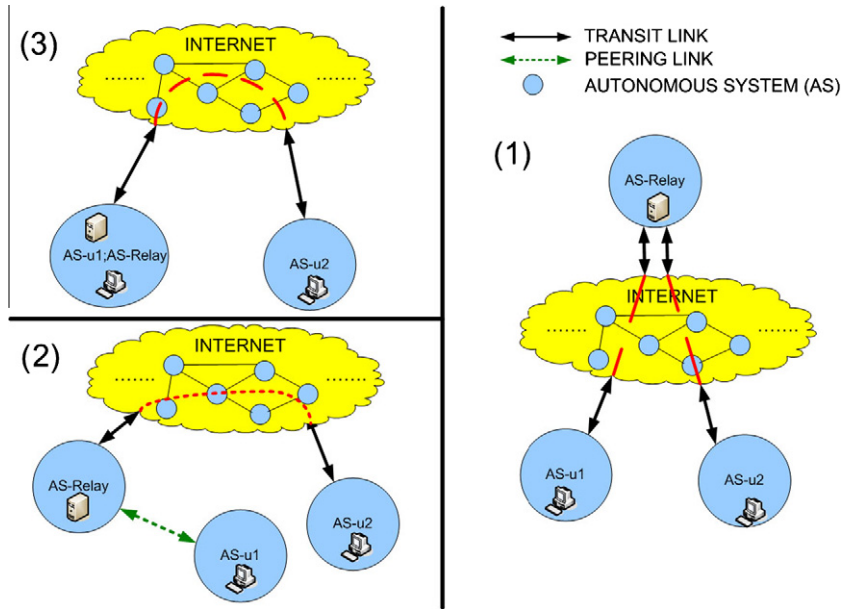 (3)
INTERNET
........
........
AS-u1;AS-Relay
AS-u2
(2)
INTERNET
........
........
AS-Relay
AS-u1
AS-u2
TRANSIT LINK
PEERING LINK
AUTONOMOUS SYSTEM (AS)
(1)
AS-Relay
INTERNET
........
........
AS-u1
AS-u2